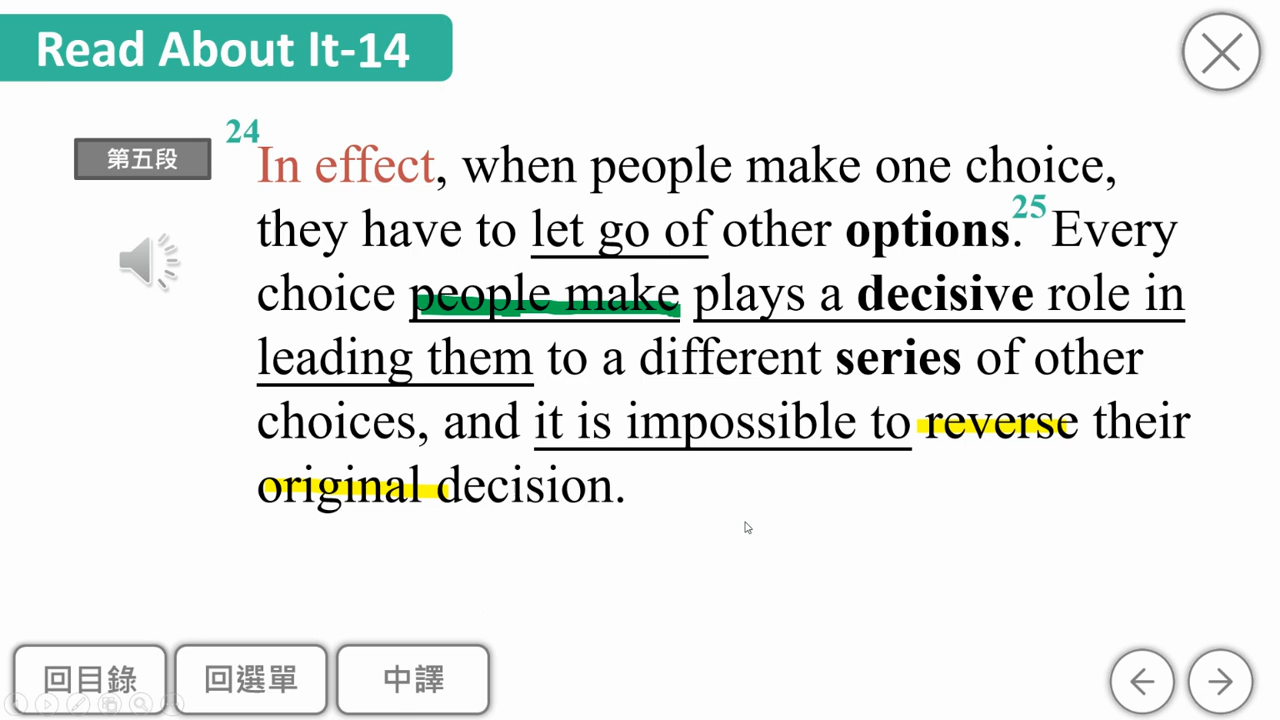 Read About It-14
第五段
24
In effect, when people make one choice,
they have to let go of other options. 25 Every
choice people make plays a decisive role in
leading them to a different series of other
choices, and it is impossible to reverse their
original decision.
回目錄
回選單
中譯